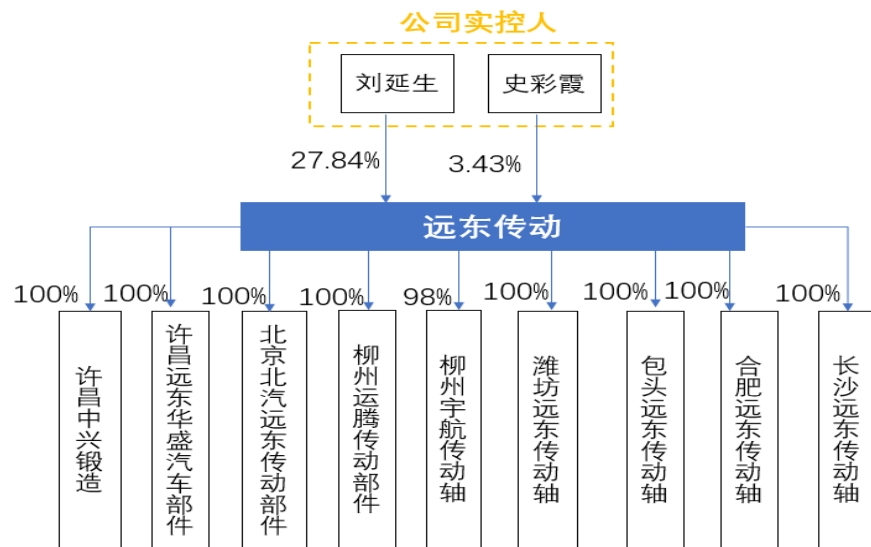 公司实控人
刘延生
史彩霞
27.84%
3.43%
远东传动
100%
100%
100%
100%
98%
100%
100%
100%
100%
许昌中兴锻造
许昌远东华盛汽车部件
北京北汽远东传动部件
柳州运腾传动部件
柳州宇航传动轴
潍坊远东传动轴
包头远东传动轴
合肥远东传动轴
长沙远东传动轴